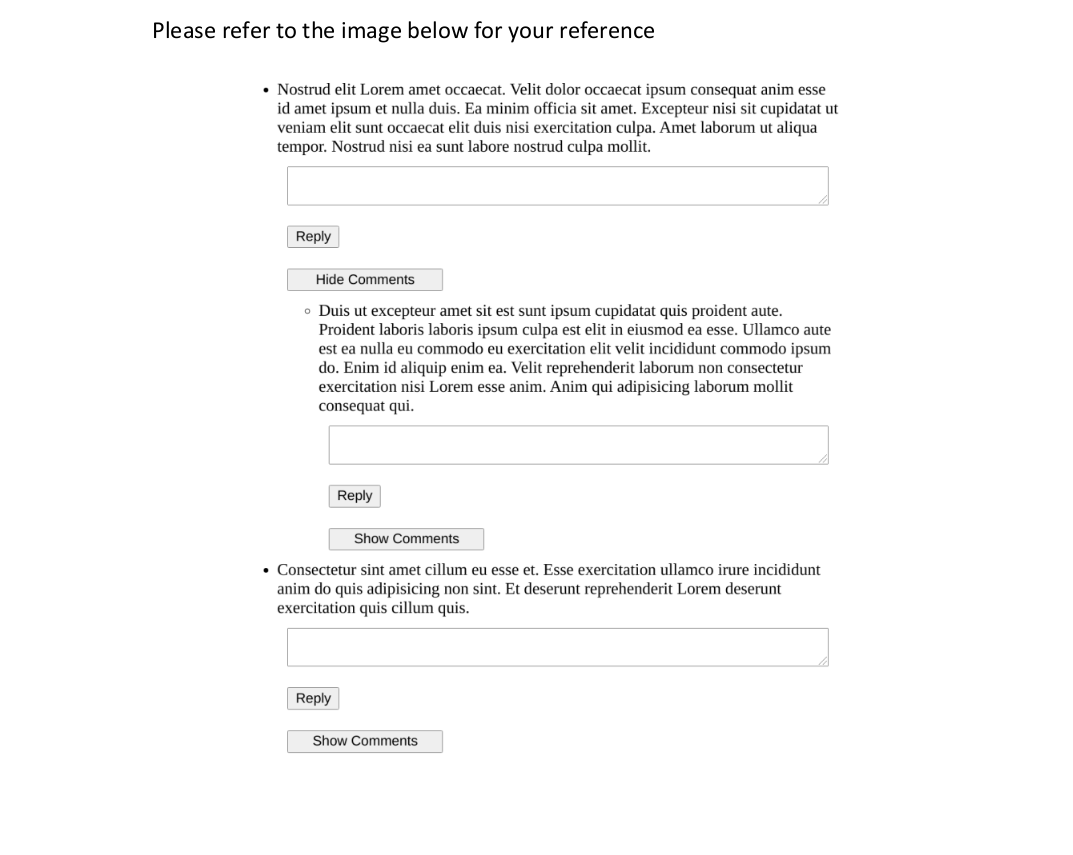 Please refer to the image below for your reference
Nostrud elit Lorem amet occaecat. Velit dolor occaecat ipsum consequat anim esse
id amet ipsum et nulla duis. Ea minim officia sit amet. Excepteur nisi sit cupidatat ut
veniam elit sunt occaecat elit duis nisi exercitation culpa. Amet laborum ut aliqua
tempor. Nostrud nisi ea sunt labore nostrud culpa mollit.
Reply
Hide Comments
Duis ut excepteur amet sit est sunt ipsum cupidatat quis proident aute.
Proident laboris laboris ipsum culpa est elit in eiusmod ea esse. Ullamco aute
est ea nulla eu commodo eu exercitation elit velit incididunt commodo ipsum
do. Enim id aliquip enim ea. Velit reprehenderit laborum non consectetur
exercitation nisi Lorem esse anim. Anim qui adipisicing laborum mollit
consequat qui.
Reply
Show Comments
Consectetur sint amet cillum eu esse et. Esse exercitation ullamco irure incididunt
anim do quis adipisicing non sint. Et deserunt reprehenderit Lorem deserunt
exercitation quis cillum quis.
Reply
Show Comments